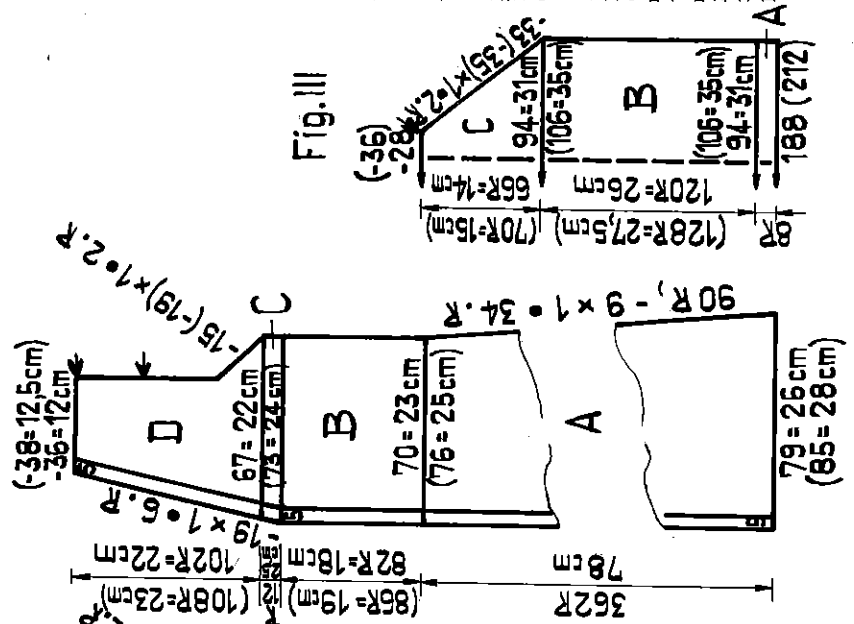 Fig.III
(-36)
-28
-33(-35)×1•2.R
C
94=31cm
(106=35cm)
B
(106=35cm)
94=31cm
A
188 (212)
66R=14cm
(70R=15cm)
120R=26cm
(128R=27,5cm)
8R
(-38=12,5cm)
-36=12cm
-15(-19)×1•2.R
D
C
67=22cm
(73=24cm)
B
70=23cm
(76=25cm)
90R, -9×1•34.R
A
79=26cm
(85=28cm)
-19×1•6.R
102R=22cm
(108R=23cm)
82R=18cm
(86R=19cm)
78cm
362R